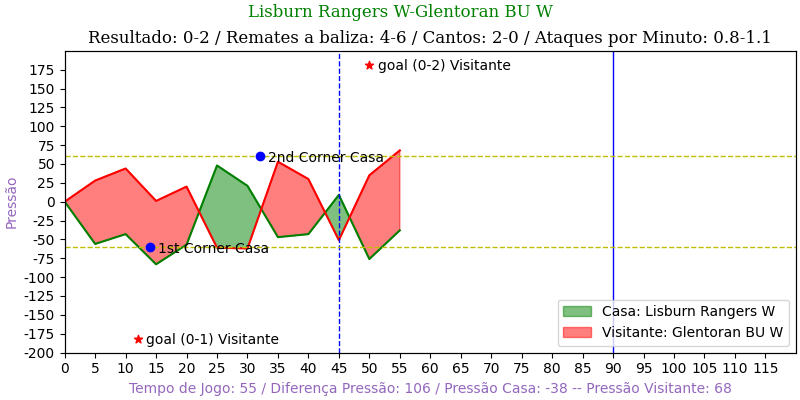 Lisburn Rangers W-Glentoran BU W
Resultado: 0-2 / Remates a baliza: 4-6 / Cantos: 2-0 / Ataques por Minuto: 0.8-1.1
Pressão
175
150
125
100
75
50
25
0
-25
-50
-75
-100
-125
-150
-175
-200
goal (0-2) Visitante
2nd Corner Casa
1st Corner Casa
goal (0-1) Visitante
Casa: Lisburn Rangers W
Visitante: Glentoran BU W
0 5 10 15 20 25 30 35 40 45 50 55 60 65 70 75 80 85 90 95 100 105 110 115
Tempo de Jogo: 55 / Diferença Pressão: 106 / Pressão Casa: -38 -- Pressão Visitante: 68